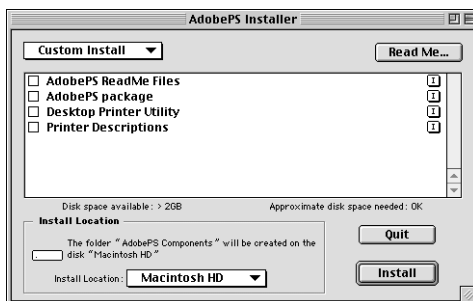 AdobePS Installer
Custom Install
Read Me...
AdobePS ReadMe Files
AdobePS package
Desktop Printer Utility
Printer Descriptions
Disk space available: > 2GB
Approximate disk space needed: 0K
Install Location
The folder "AdobePS Components" will be created on the
disk "Macintosh HD"
Install Location: Macintosh HD
Quit
Install